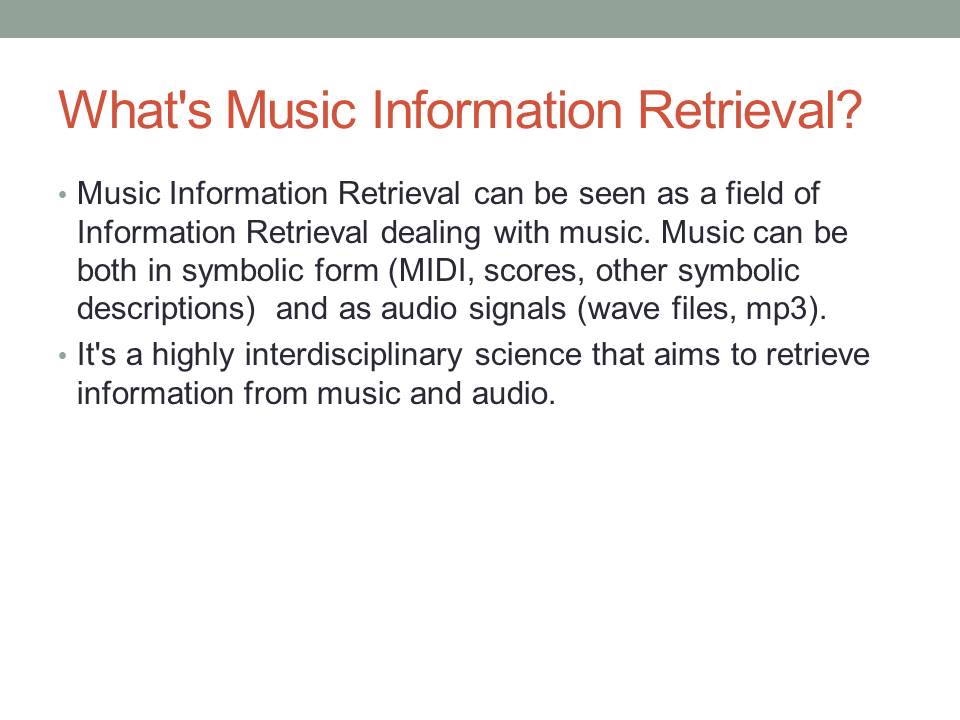 What's Music Information Retrieval?
• Music Information Retrieval can be seen as a field of
Information Retrieval dealing with music. Music can be
both in symbolic form (MIDI, scores, other symbolic
descriptions)  and as audio signals (wave files, mp3).
• It's a highly interdisciplinary science that aims to retrieve
information from music and audio.